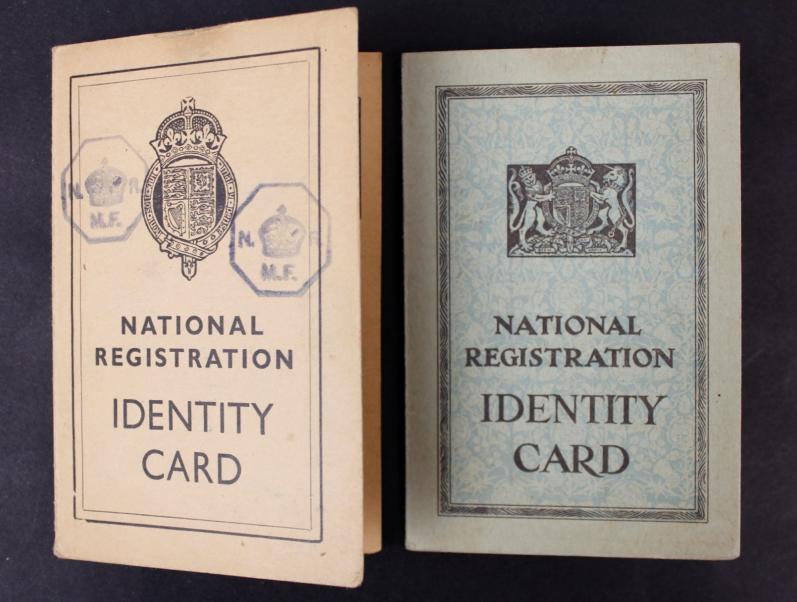 N. R.
M.F.
N. R.
M.F.
NATIONAL
REGISTRATION
IDENTITY
CARD
NATIONAL
REGISTRATION
IDENTITY
CARD